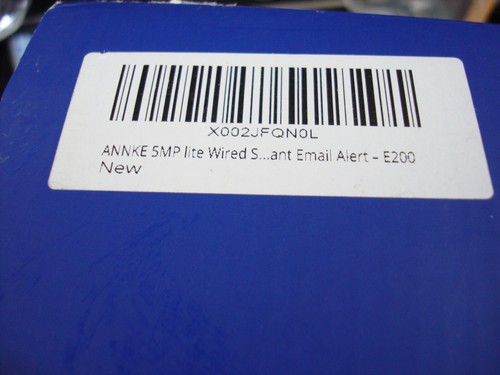 X002JFQN0L
ANNKE 5MP lite Wired S...ant Email Alert – E200
New